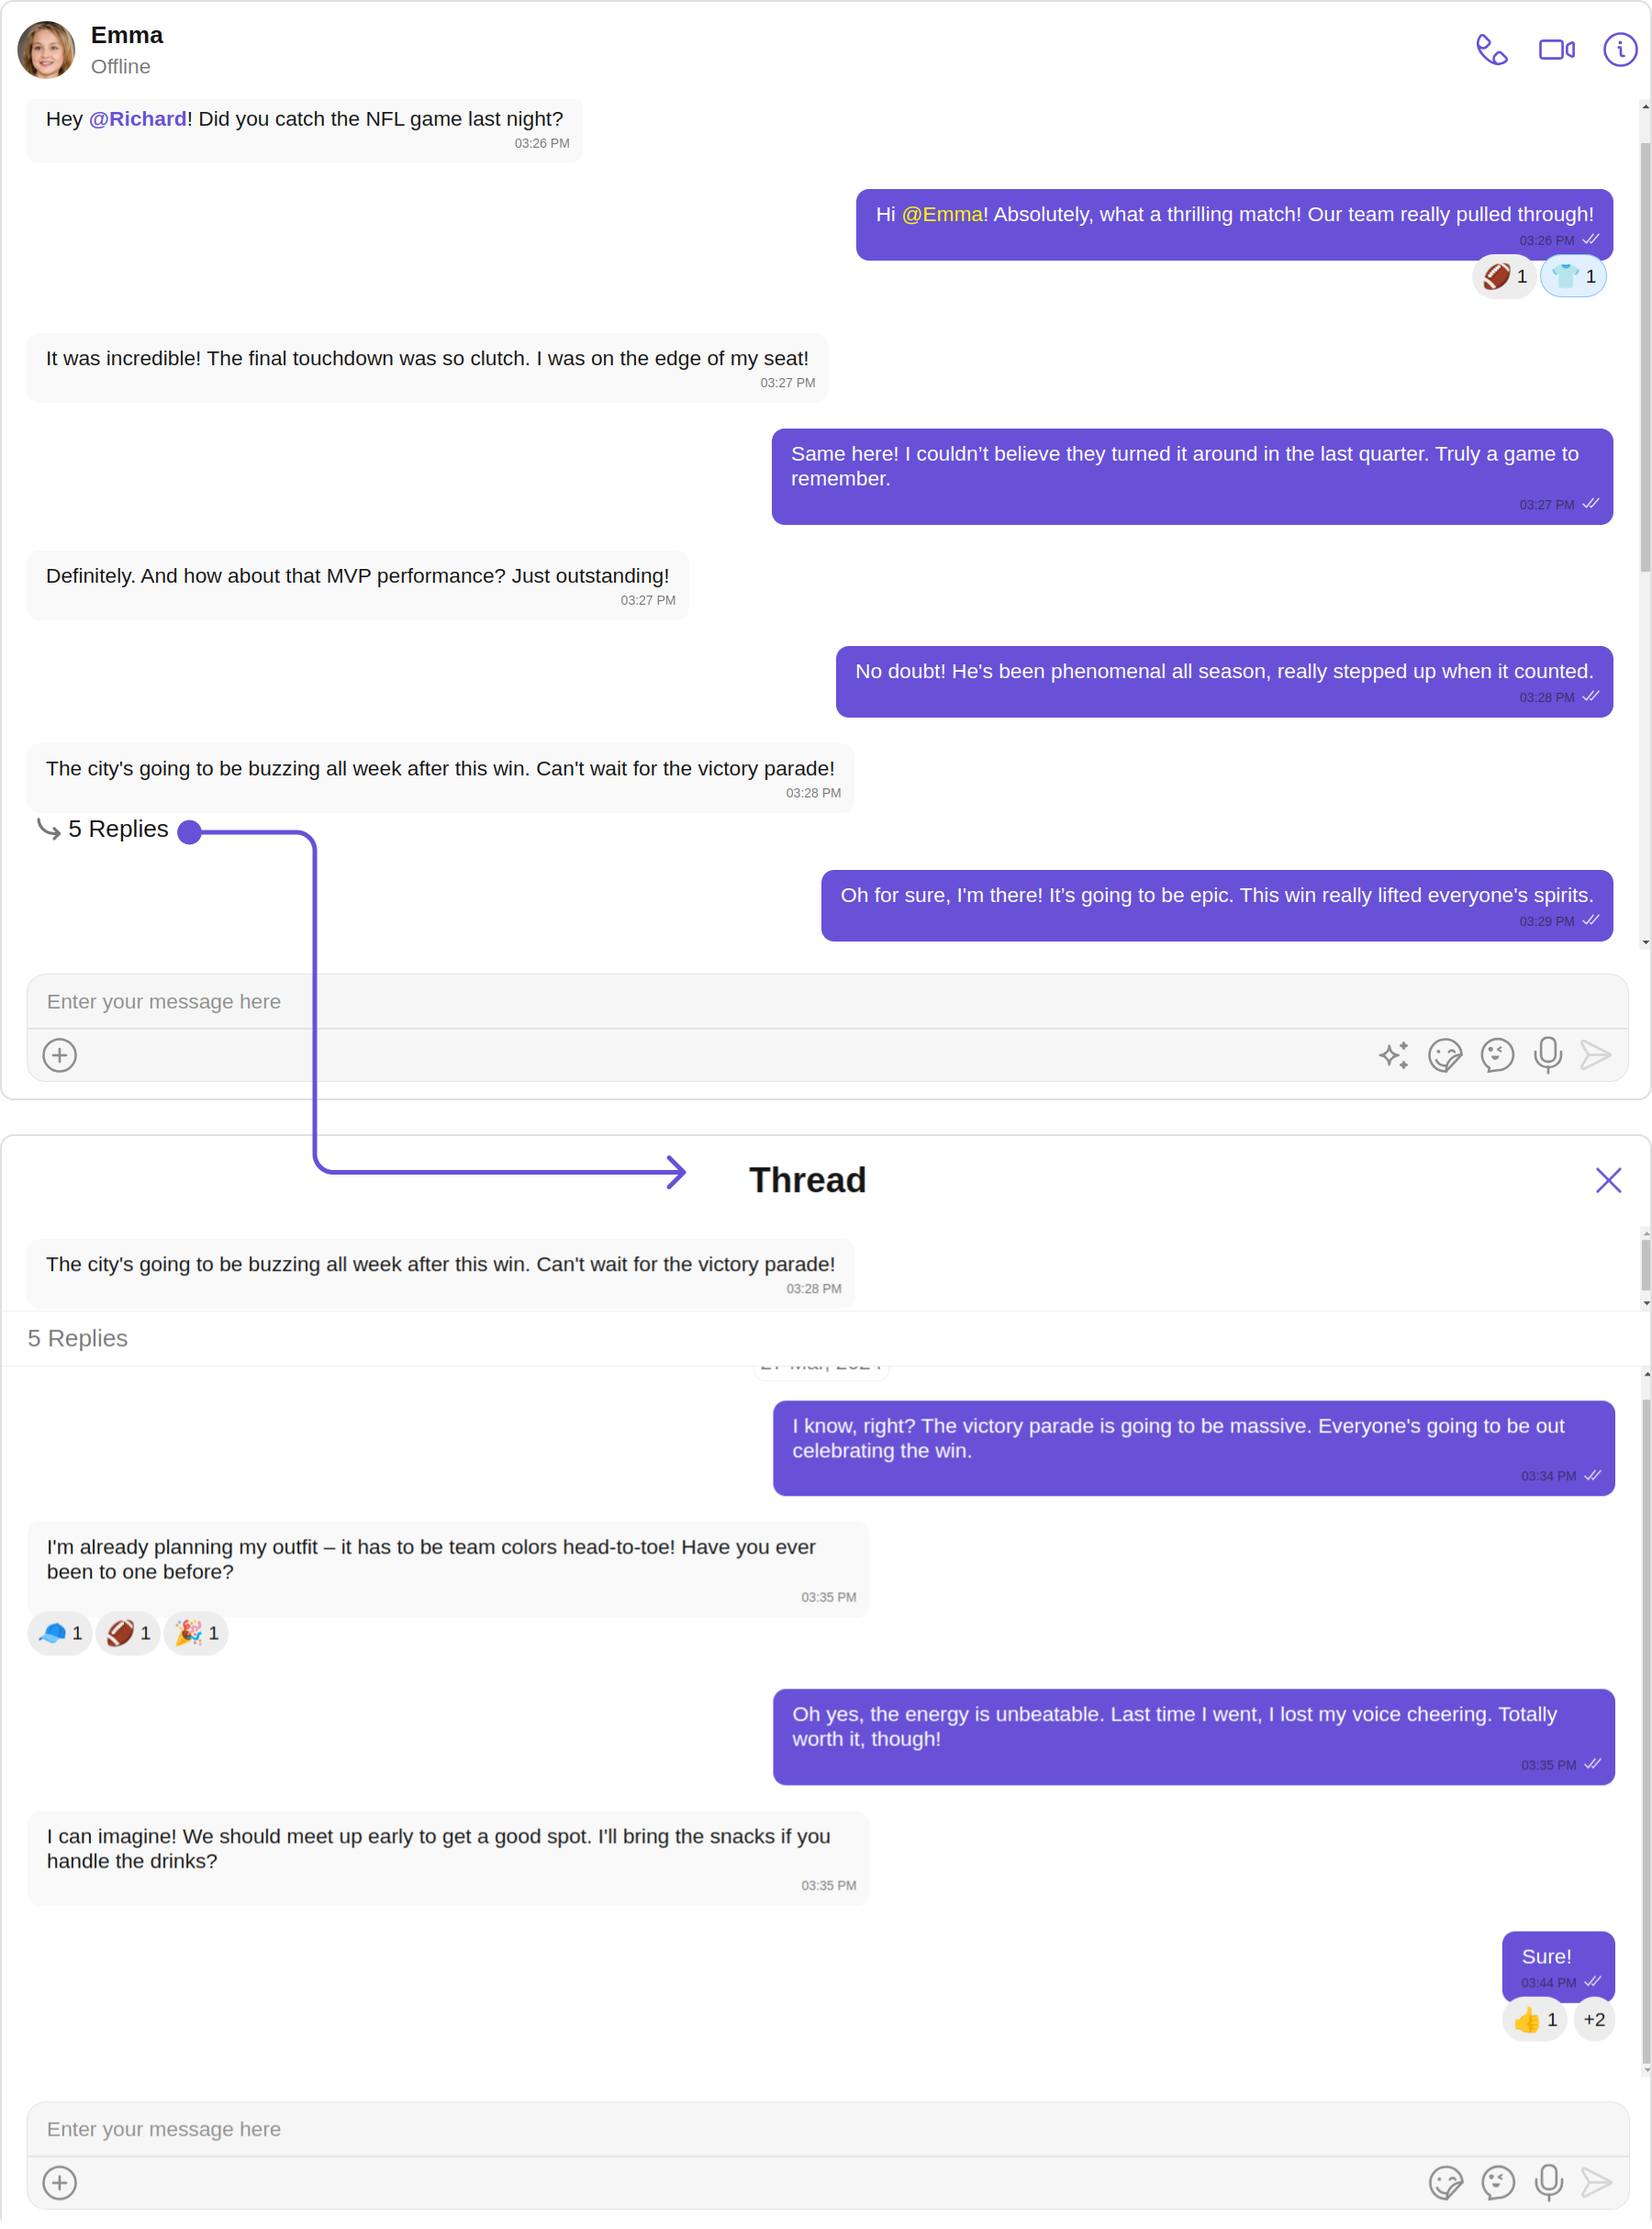 Emma
Offline
Hey @Richard! Did you catch the NFL game last night?
03:26 PM
Hi @Emma! Absolutely, what a thrilling match! Our team really pulled through!
03:26 PM
1 1
It was incredible! The final touchdown was so clutch. I was on the edge of my seat!
03:27 PM
Same here! I couldn’t believe they turned it around in the last quarter. Truly a game to
remember.
03:27 PM
Definitely. And how about that MVP performance? Just outstanding!
03:27 PM
No doubt! He's been phenomenal all season, really stepped up when it counted.
03:28 PM
The city's going to be buzzing all week after this win. Can't wait for the victory parade!
03:28 PM
5 Replies
Oh for sure, I'm there! It’s going to be epic. This win really lifted everyone's spirits.
03:29 PM
Enter your message here
Thread
The city's going to be buzzing all week after this win. Can't wait for the victory parade!
03:28 PM
5 Replies
I know, right? The victory parade is going to be massive. Everyone's going to be out
celebrating the win.
03:34 PM
I'm already planning my outfit – it has to be team colors head-to-toe! Have you ever
been to one before?
03:35 PM
1 1 1
Oh yes, the energy is unbeatable. Last time I went, I lost my voice cheering. Totally
worth it, though!
03:35 PM
I can imagine! We should meet up early to get a good spot. I'll bring the snacks if you
handle the drinks?
03:35 PM
Sure!
03:44 PM
1 +2
Enter your message here